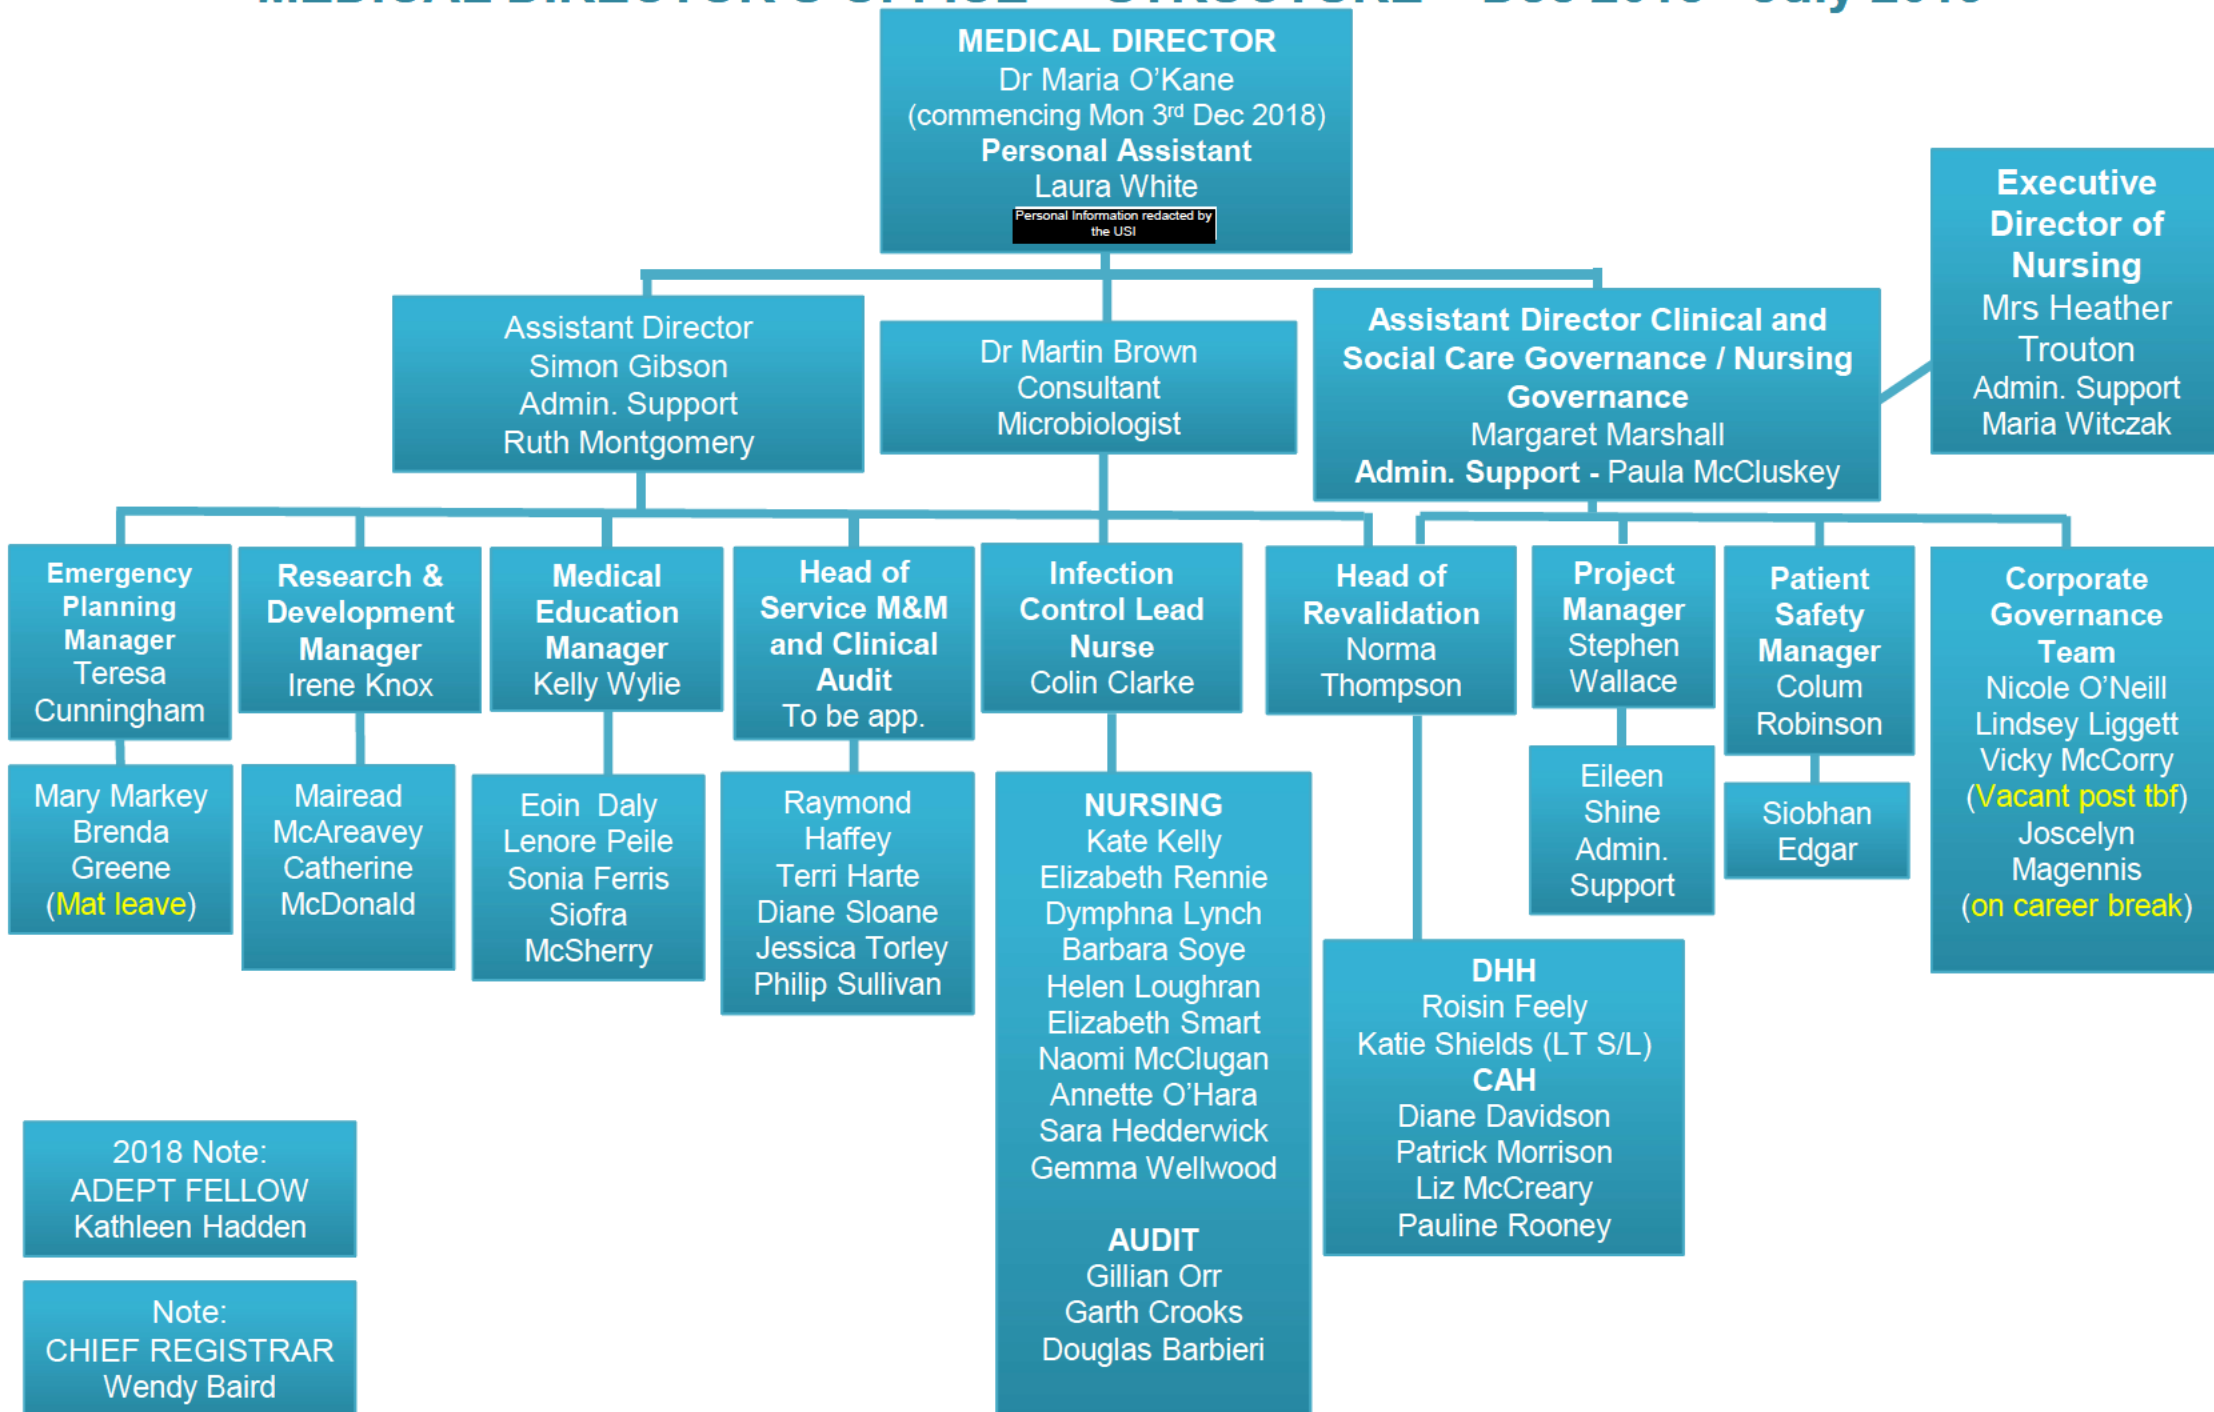 MEDICAL DIRECTOR
Dr Maria O'Kane
(commencing Mon 3rd Dec 2018)
Personal Assistant
Laura White
Personal Information redacted by
the USI
Executive
Director of
Nursing
Mrs Heather
Trouton
Admin. Support
Maria Witczak
Assistant Director
Simon Gibson
Admin. Support
Ruth Montgomery
Dr Martin Brown
Consultant
Microbiologist
Assistant Director Clinical and
Social Care Governance / Nursing
Governance
Margaret Marshall
Admin. Support - Paula McCluskey
Emergency
Planning
Manager
Teresa
Cunningham
Research &
Development
Manager
Irene Knox
Medical
Education
Manager
Kelly Wylie
Head of
Service M&M
and Clinical
Audit
To be app.
Infection
Control Lead
Nurse
Colin Clarke
Head of
Revalidation
Norma
Thompson
Project
Manager
Stephen
Wallace
Patient
Safety
Manager
Colum
Robinson
Corporate
Governance
Team
Nicole O'Neill
Lindsey Liggett
Vicky McCorry
(Vacant post tbf)
Joscelyn
Magennis
(on career break)
Mary Markey
Brenda
Greene
(Mat leave)
Mairead
McAreavey
Catherine
McDonald
Eoin Daly
Lenore Peile
Sonia Ferris
Siofra
McSherry
Raymond
Haffey
Terri Harte
Diane Sloane
Jessica Torley
Philip Sullivan
NURSING
Kate Kelly
Elizabeth Rennie
Dymphna Lynch
Barbara Soye
Helen Loughran
Elizabeth Smart
Naomi McClugan
Annette O'Hara
Sara Hedderwick
Gemma Wellwood
AUDIT
Gillian Orr
Garth Crooks
Douglas Barbieri
Eileen
Shine
Admin.
Support
Siobhan
Edgar
DHH
Roisin Feely
Katie Shields (LT S/L)
CAH
Diane Davidson
Patrick Morrison
Liz McCreary
Pauline Rooney
2018 Note:
ADEPT FELLOW
Kathleen Hadden
Note:
CHIEF REGISTRAR
Wendy Baird